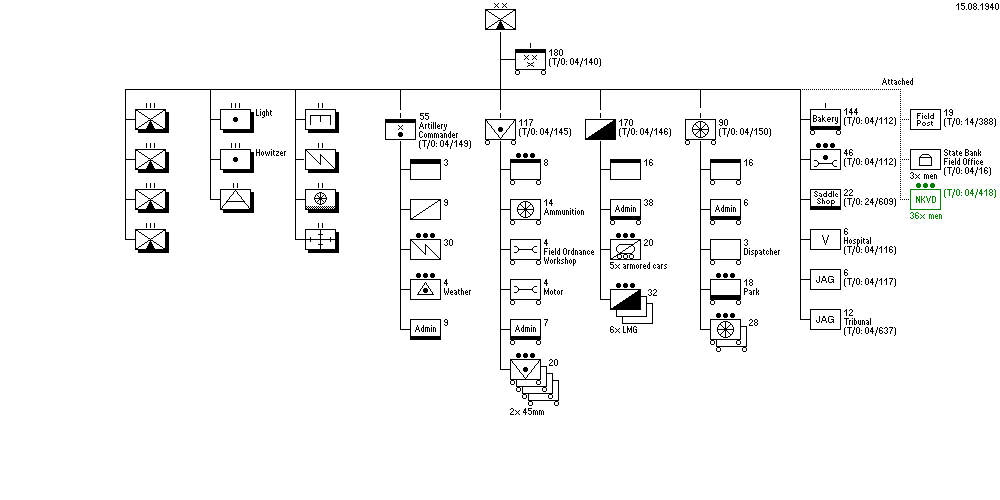 15.08.1940
180
(T/O: 04/140)
Attached
Light
Howitzer
55
Artillery
Commander
(T/O: 04/149)
3
9
30
4
Weather
Admin
9
117
(T/O: 04/145)
8
14
Ammunition
4
Field Ordnance
Workshop
4
Motor
Admin
7
20
2x 45mm
170
(T/O: 04/146)
16
Admin
38
20
5x armored cars
32
6x LMG
90
(T/O: 04/150)
16
Admin
6
3
Dispatcher
18
Park
28
Bakery
144
(T/O: 04/112)
46
(T/O: 04/112)
Saddle
Shop
22
(T/O: 24/609)
V
6
Hospital
(T/O: 04/116)
JAG
6
(T/O: 04/117)
JAG
12
Tribunal
(T/O: 04/637)
Field
Post
19
(T/O: 14/388)
State Bank
Field Office
(T/O: 04/16)
3x men
NKVD
(T/O: 04/418)
36x men